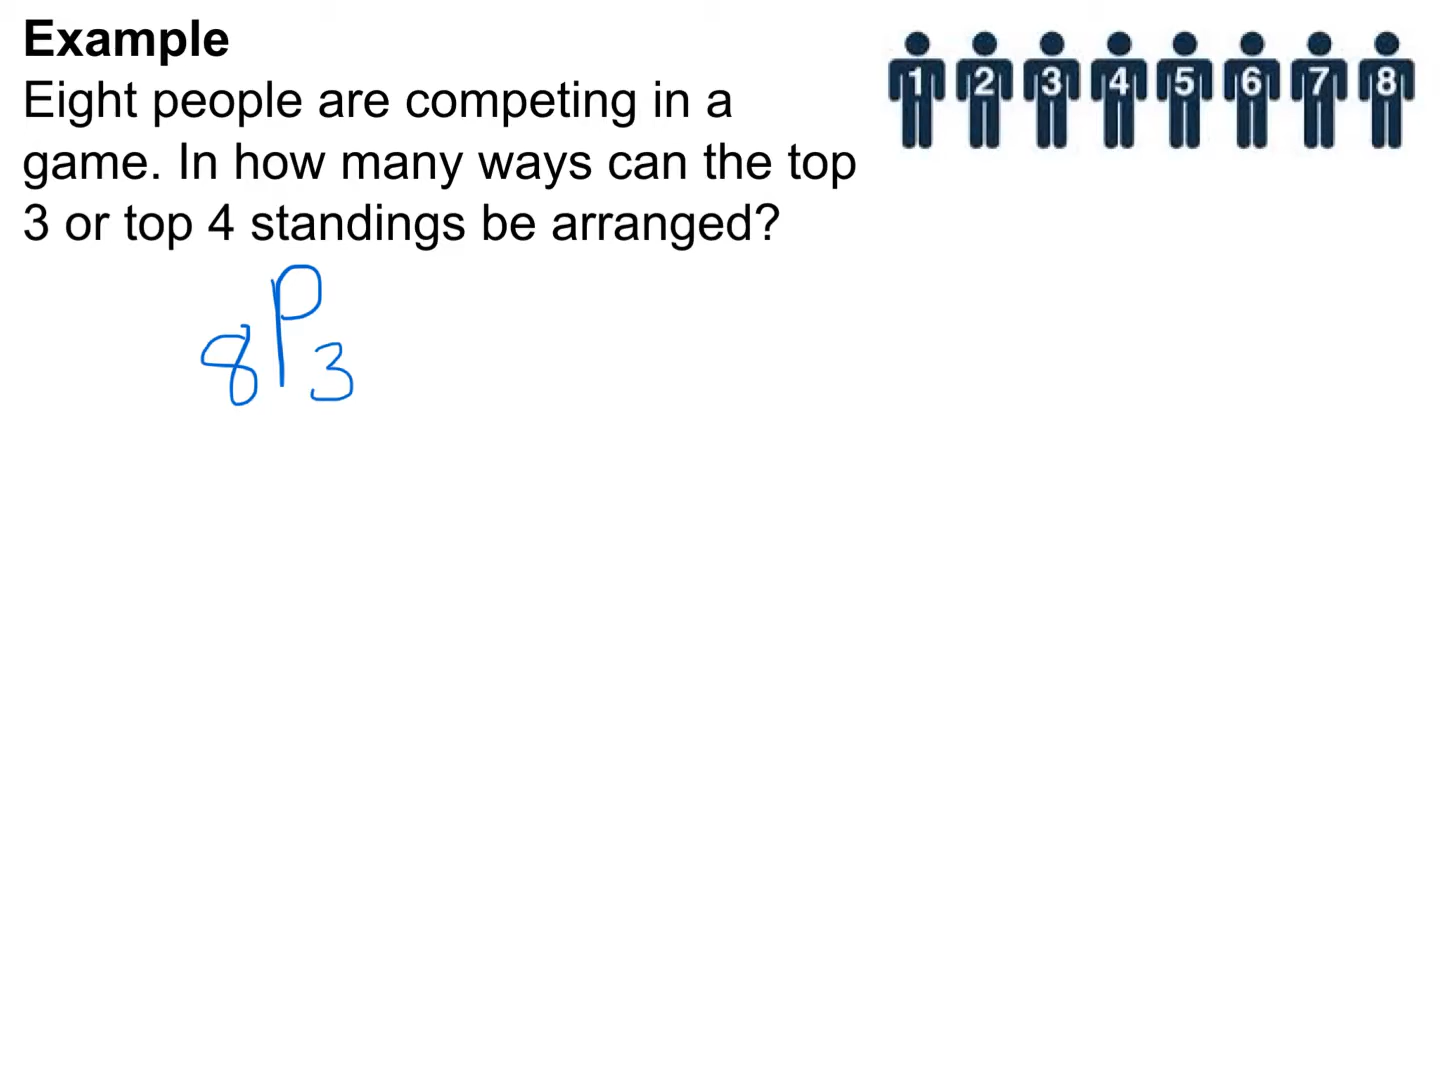 Example
1 2 3 4 5 6 7 8
Eight people are competing in a
game. In how many ways can the top
3 or top 4 standings be arranged?
8P3